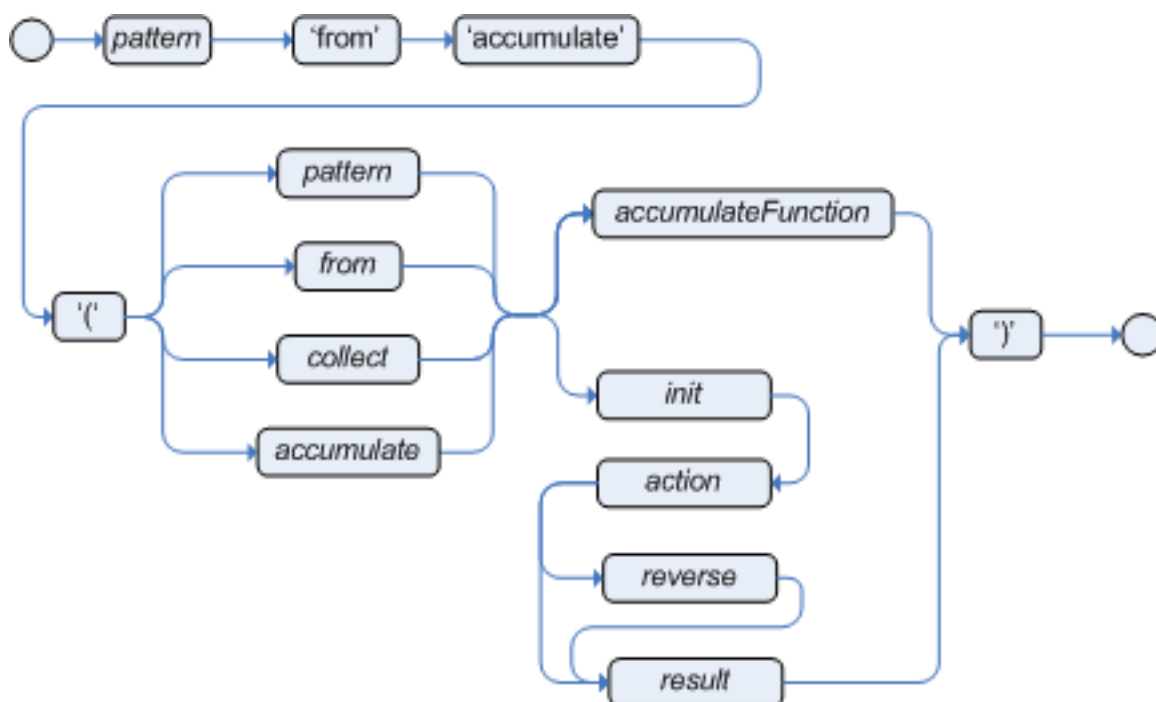 pattern ‘from’ ‘accumulate’
pattern
accumulateFunction
from
‘(‘
‘)’
collect
init
accumulate
action
reverse
result